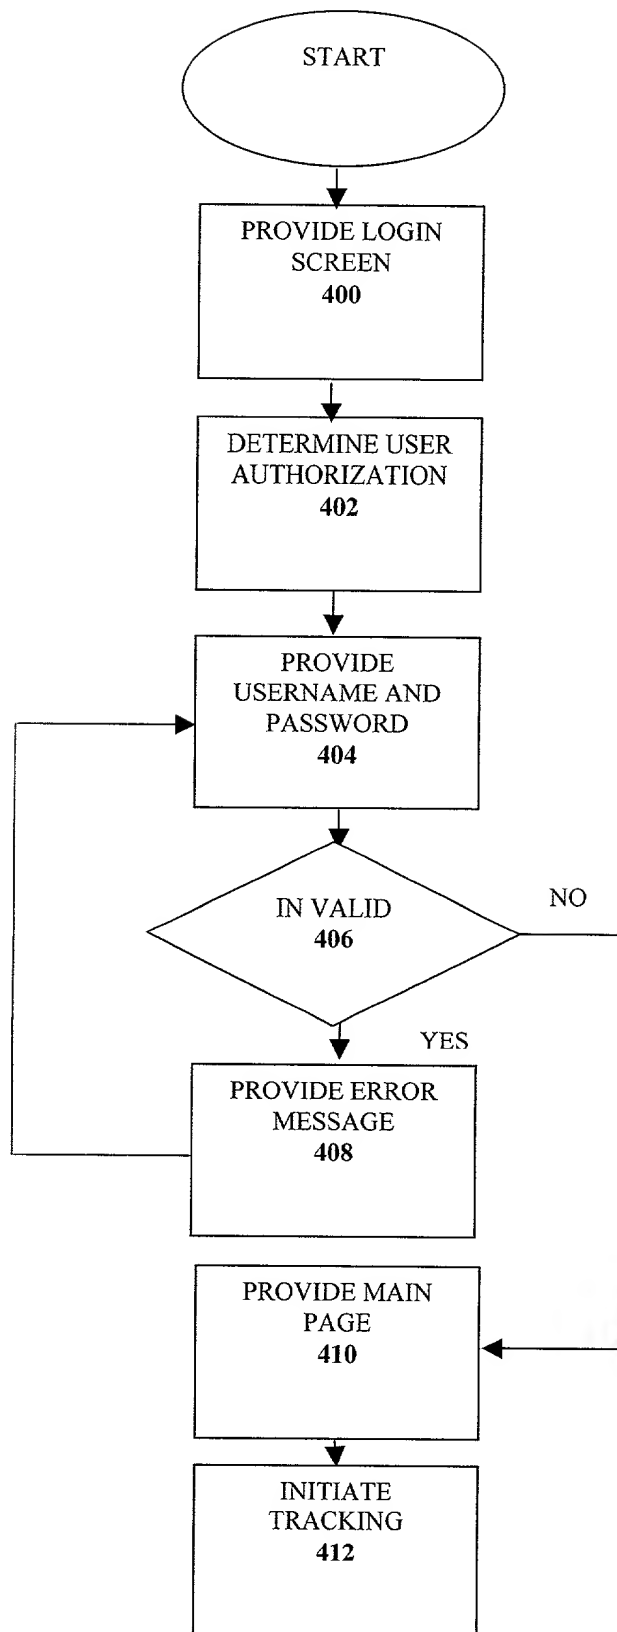 START
PROVIDE LOGIN
SCREEN
400
DETERMINE USER
AUTHORIZATION
402
PROVIDE
USERNAME AND
PASSWORD
404
IN VALID
406
NO
YES
PROVIDE ERROR
MESSAGE
408
PROVIDE MAIN
PAGE
410
INITIATE
TRACKING
412